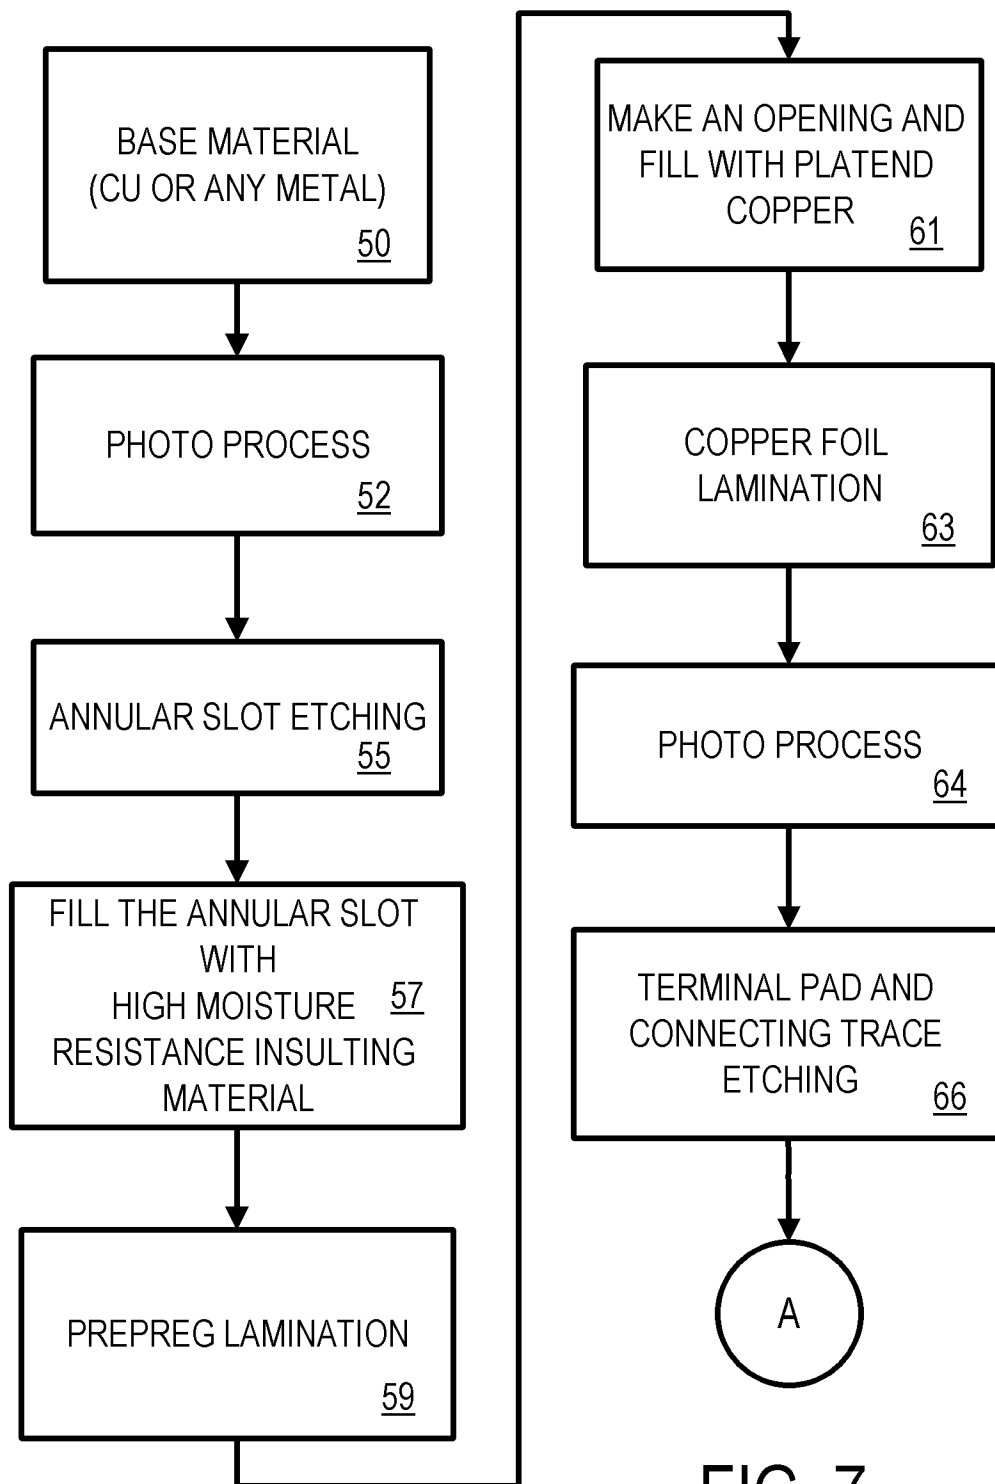 BASE MATERIAL
(CU OR ANY METAL)
50
PHOTO PROCESS
52
ANNULAR SLOT ETCHING
55
FILL THE ANNULAR SLOT
WITH
HIGH MOISTURE
57
RESISTANCE INSULTING
MATERIAL
PREPREG LAMINATION
59
MAKE AN OPENING AND
FILL WITH PLATEND
COPPER
61
COPPER FOIL
LAMINATION
63
PHOTO PROCESS
64
TERMINAL PAD AND
CONNECTING TRACE
ETCHING
66
A
FIG. 7